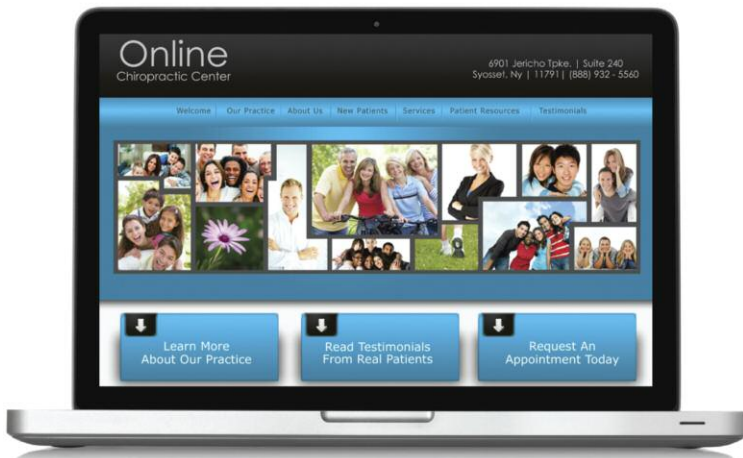 Online
Chiropractic Center
6901 Jericho Tpke. | Suite 240
Syosset, Ny | 11791 | (888) 932 - 5560
Welcome | Our Practice | About Us | New Patients | Services | Patient Resources | Testimonials
Learn More
About Our Practice
Read Testimonials
From Real Patients
Request An
Appointment Today